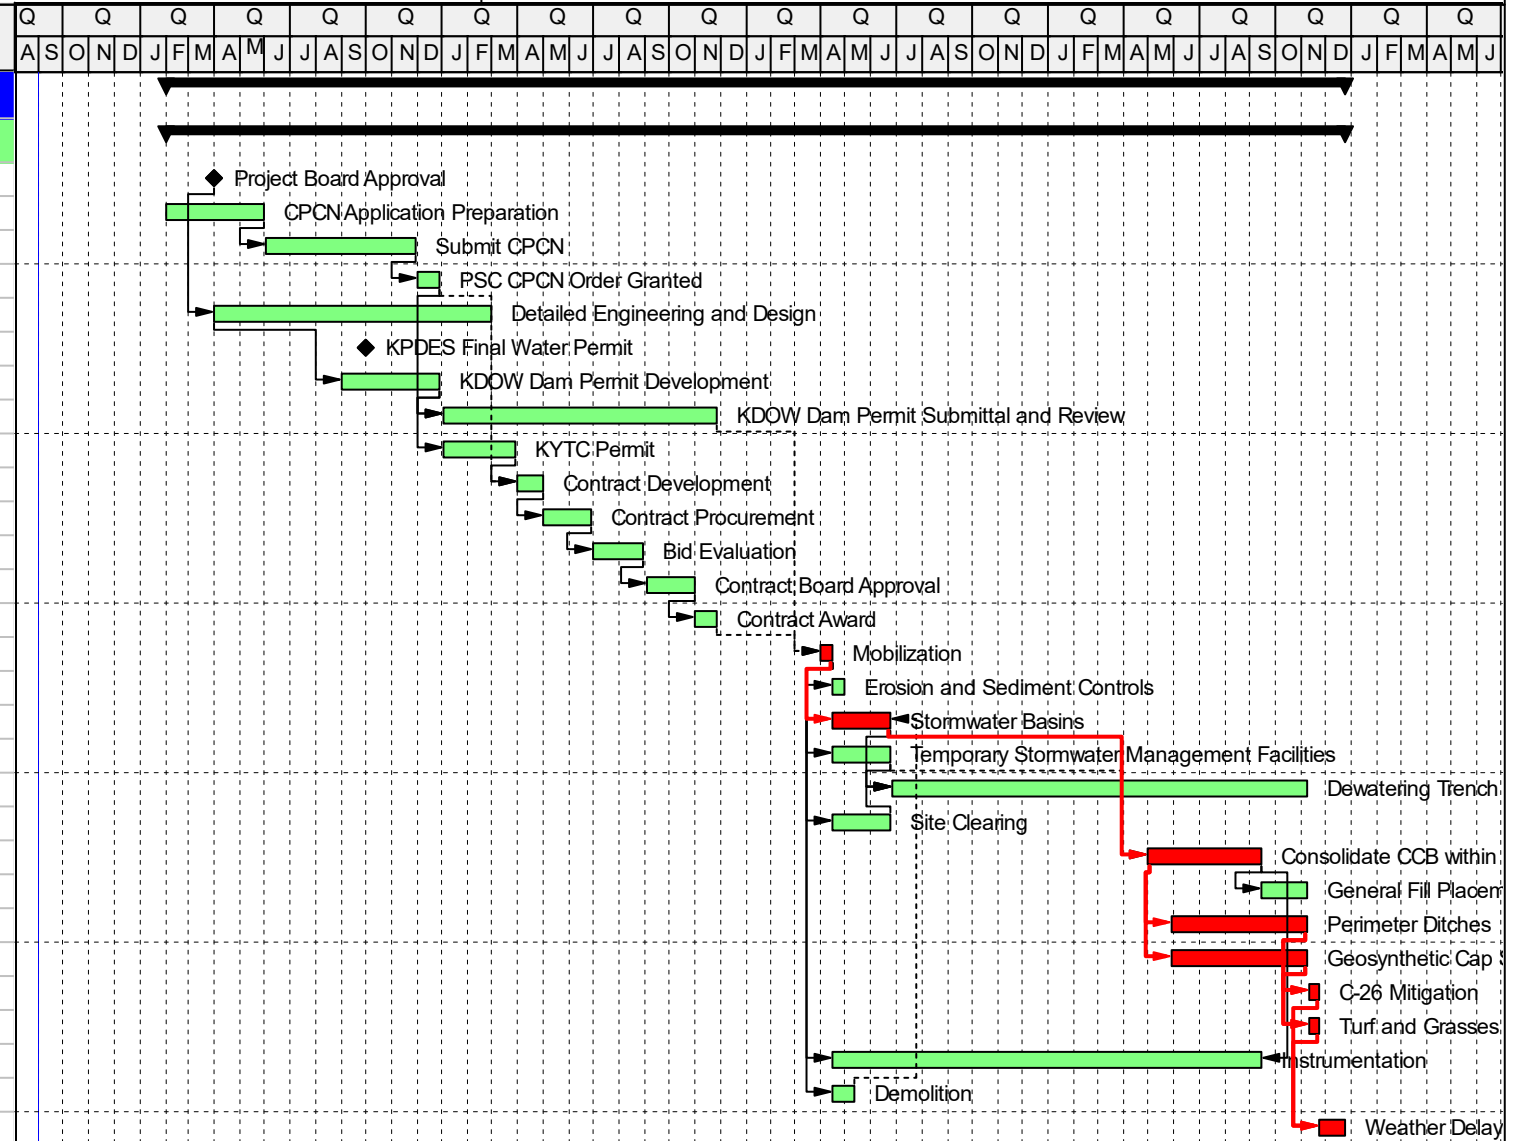 Q Q Q Q Q Q Q Q Q Q Q Q Q Q Q Q Q Q Q Q
A S O N D J F M A M J J A S O N D J F M A M J J A S O N D J F M A M J J A S O N D J F M A M J J A S O N D J F M A M J
Project Board Approval
CPCN Application Preparation
Submit CPCN
PSC CPCN Order Granted
Detailed Engineering and Design
KPDES Final Water Permit
KDOW Dam Permit Development
KDOW Dam Permit Submittal and Review
KYTC Permit
Contract Development
Contract Procurement
Bid Evaluation
Contract Board Approval
Contract Award
Mobilization
Erosion and Sediment Controls
Stormwater Basins
Temporary Stormwater Management Facilities
Dewatering Trench
Site Clearing
Consolidate CCB within
General Fill Placem
Perimeter Ditches
Geosynthetic Cap
C-26 Mitigation
Turf and Grasses
Instrumentation
Demolition
Weather Delay